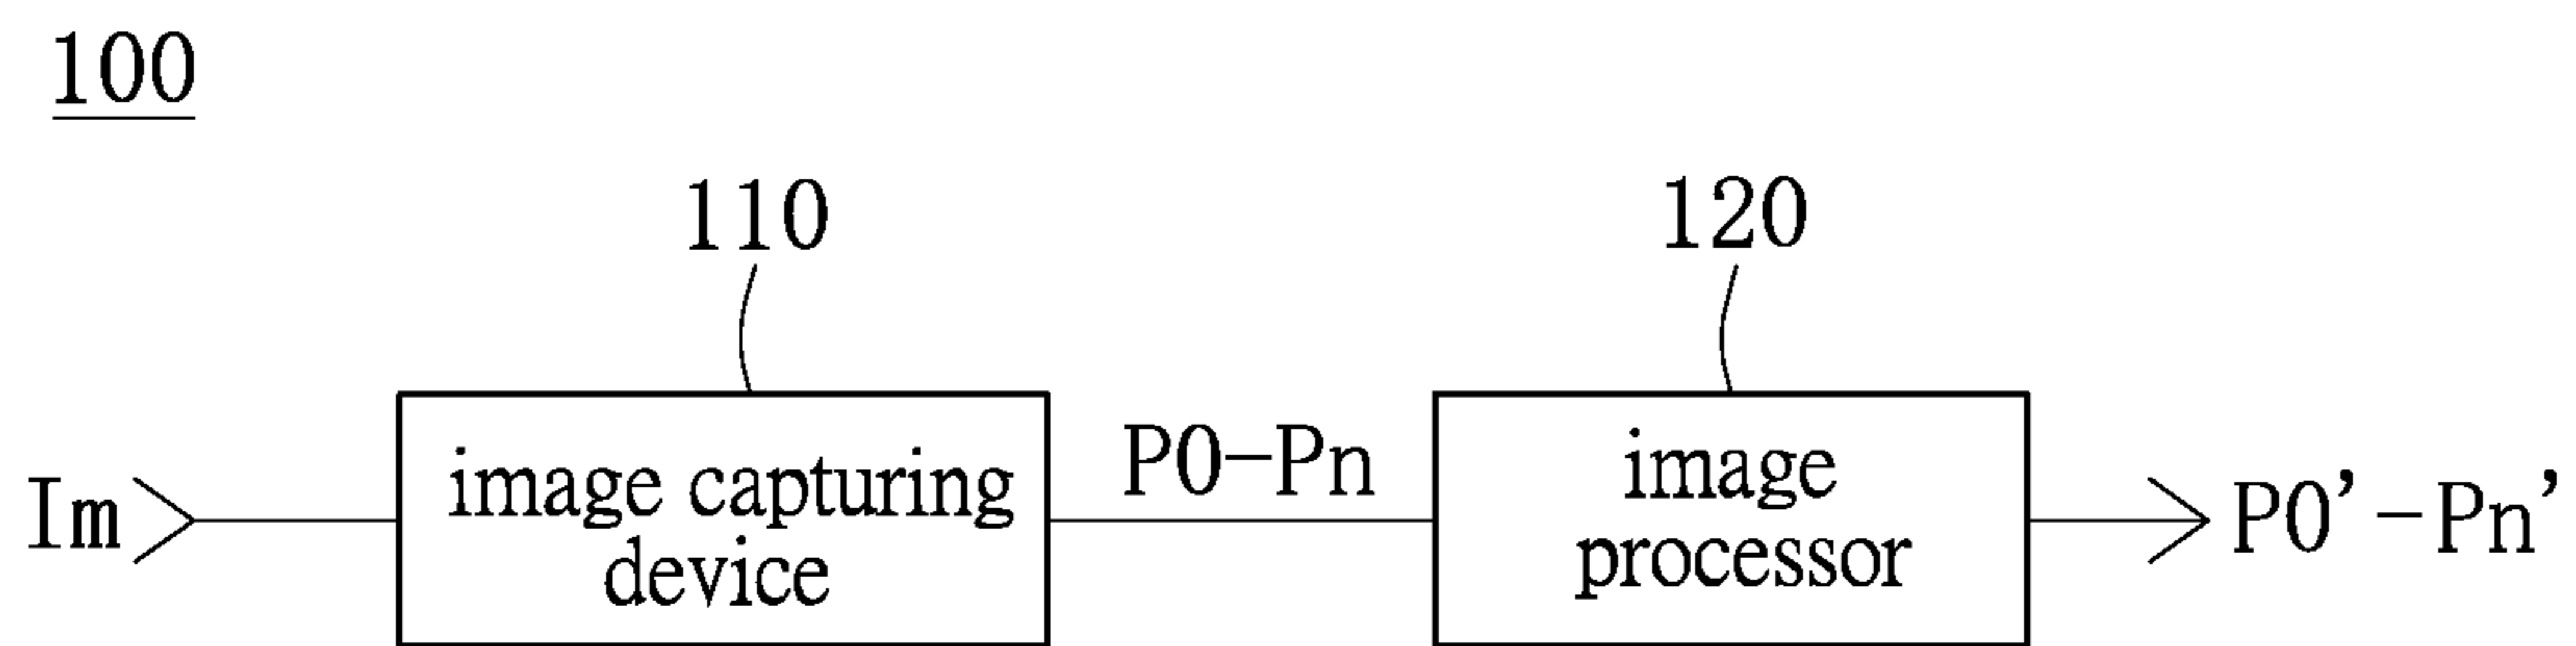 100
110
120
Im
image capturing
device
P0-Pn
image
processor
P0'-Pn'